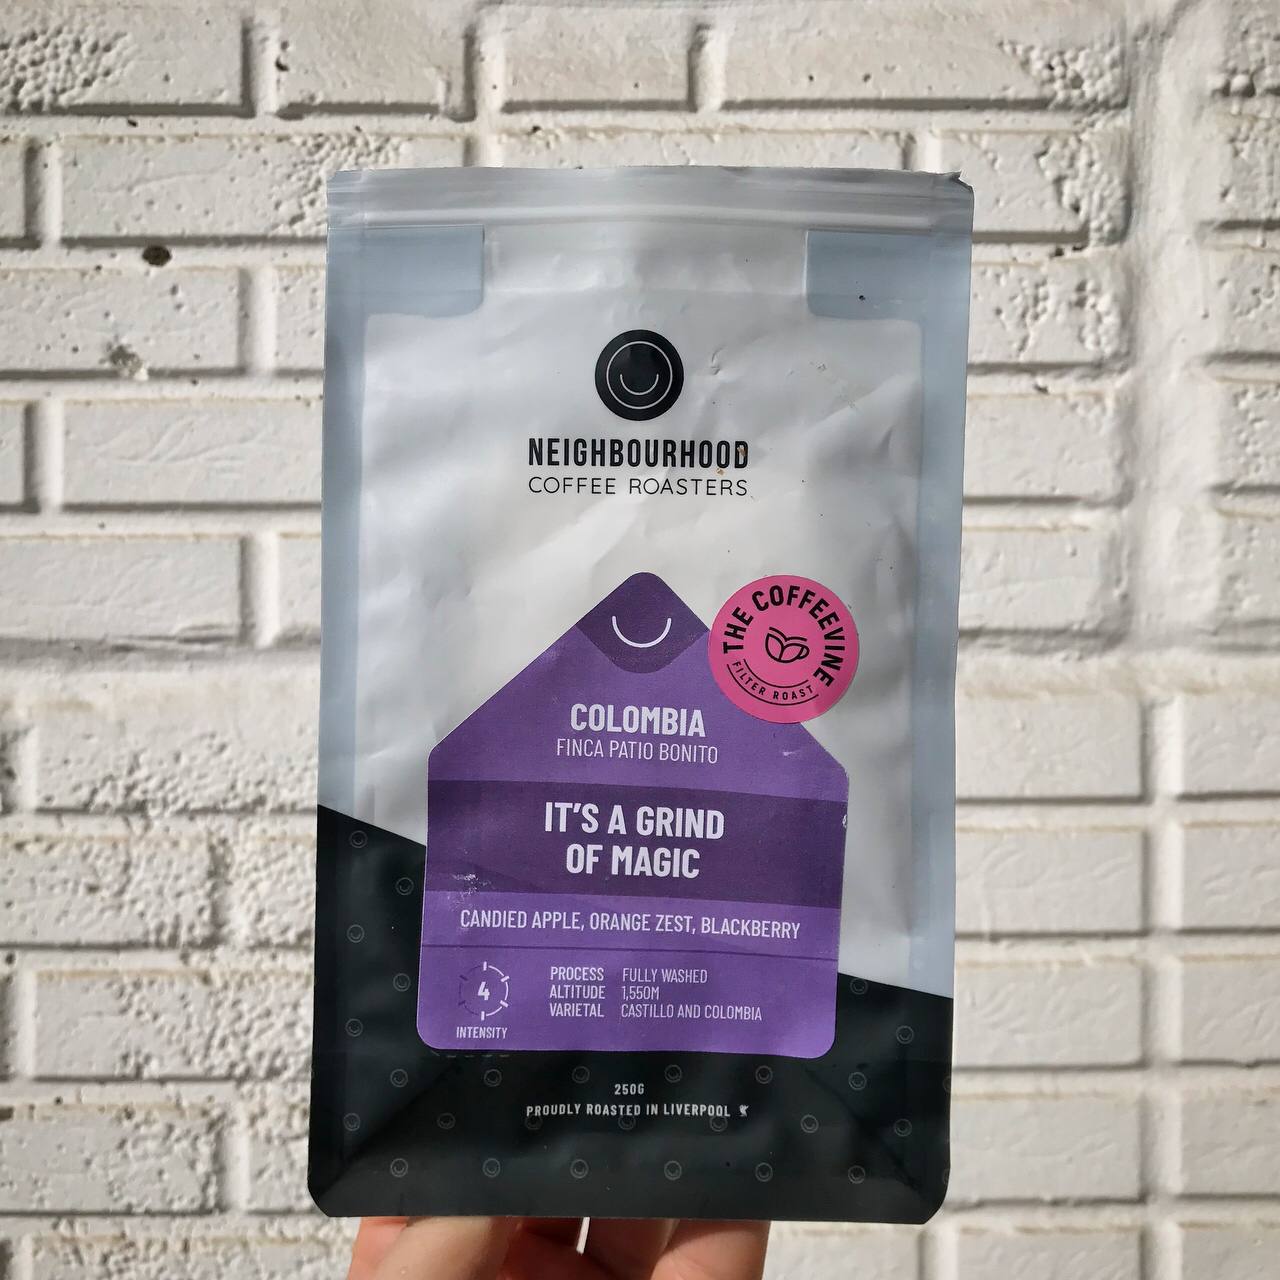 NEIGHBOURHOOD
COFFEE ROASTERS
THE COFFEEVINE
FILTER ROAST
COLOMBIA
FINCA PATIO BONITO
IT'S A GRIND
OF MAGIC
CANDIED APPLE, ORANGE ZEST, BLACKBERRY
4
INTENSITY
PROCESS FULLY WASHED
ALTITUDE 1,550M
VARIETAL CASTILLO AND COLOMBIA
250G
PROUDLY ROASTED IN LIVERPOOL